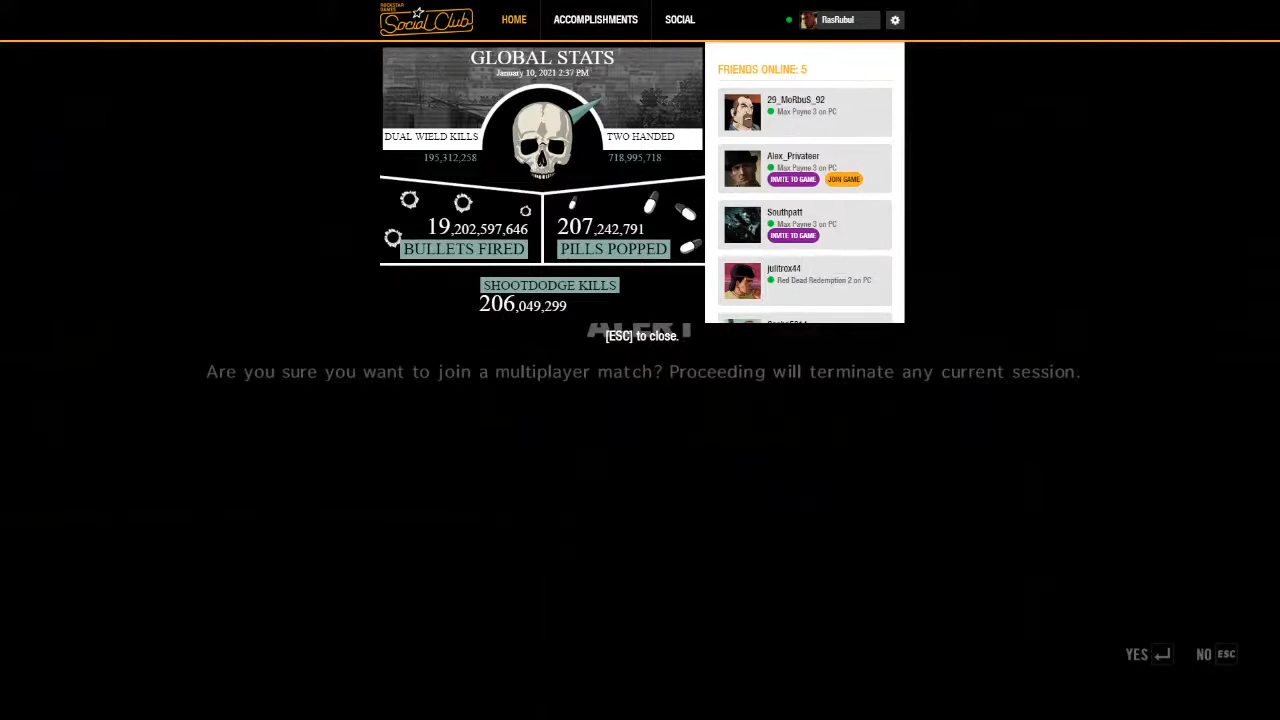 ROCKSTAR
GAMES
Social Club
HOME
ACCOMPLISHMENTS
SOCIAL
RasRubul
GLOBAL STATS
January 10, 2021 2:37 PM
DUAL WIELD KILLS
TWO HANDED
195,312,258
718,995,718
19,202,597,646
BULLETS FIRED
207,242,791
PILLS POPPED
SHOOTDODGE KILLS
206,049,299
FRIENDS ONLINE: 5
29_MoRbuS_92
Max Payne 3 on PC
Alex_Privateer
Max Payne 3 on PC
INVITE TO GAME
JOIN GAME
Southpatt
Max Payne 3 on PC
INVITE TO GAME
julitrox44
Red Dead Redemption 2 on PC
ALERT
[ESC] to close.
Are you sure you want to join a multiplayer match? Proceeding will terminate any current session.
YES
NO ESC